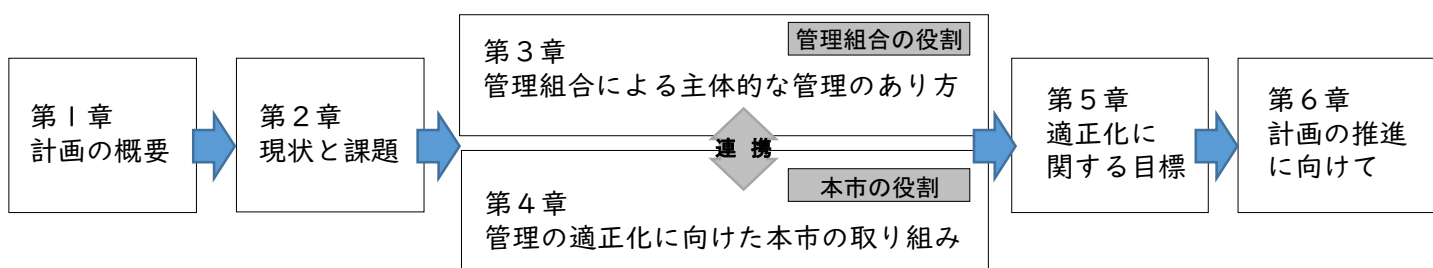 第１章
計画の概要
第２章
現状と課題
管理組合の役割
第３章
管理組合による主体的な管理のあり方
連 携
本市の役割
第４章
管理の適正化に向けた本市の取り組み
第５章
適正化に
関する目標
第６章
計画の推進
に向けて